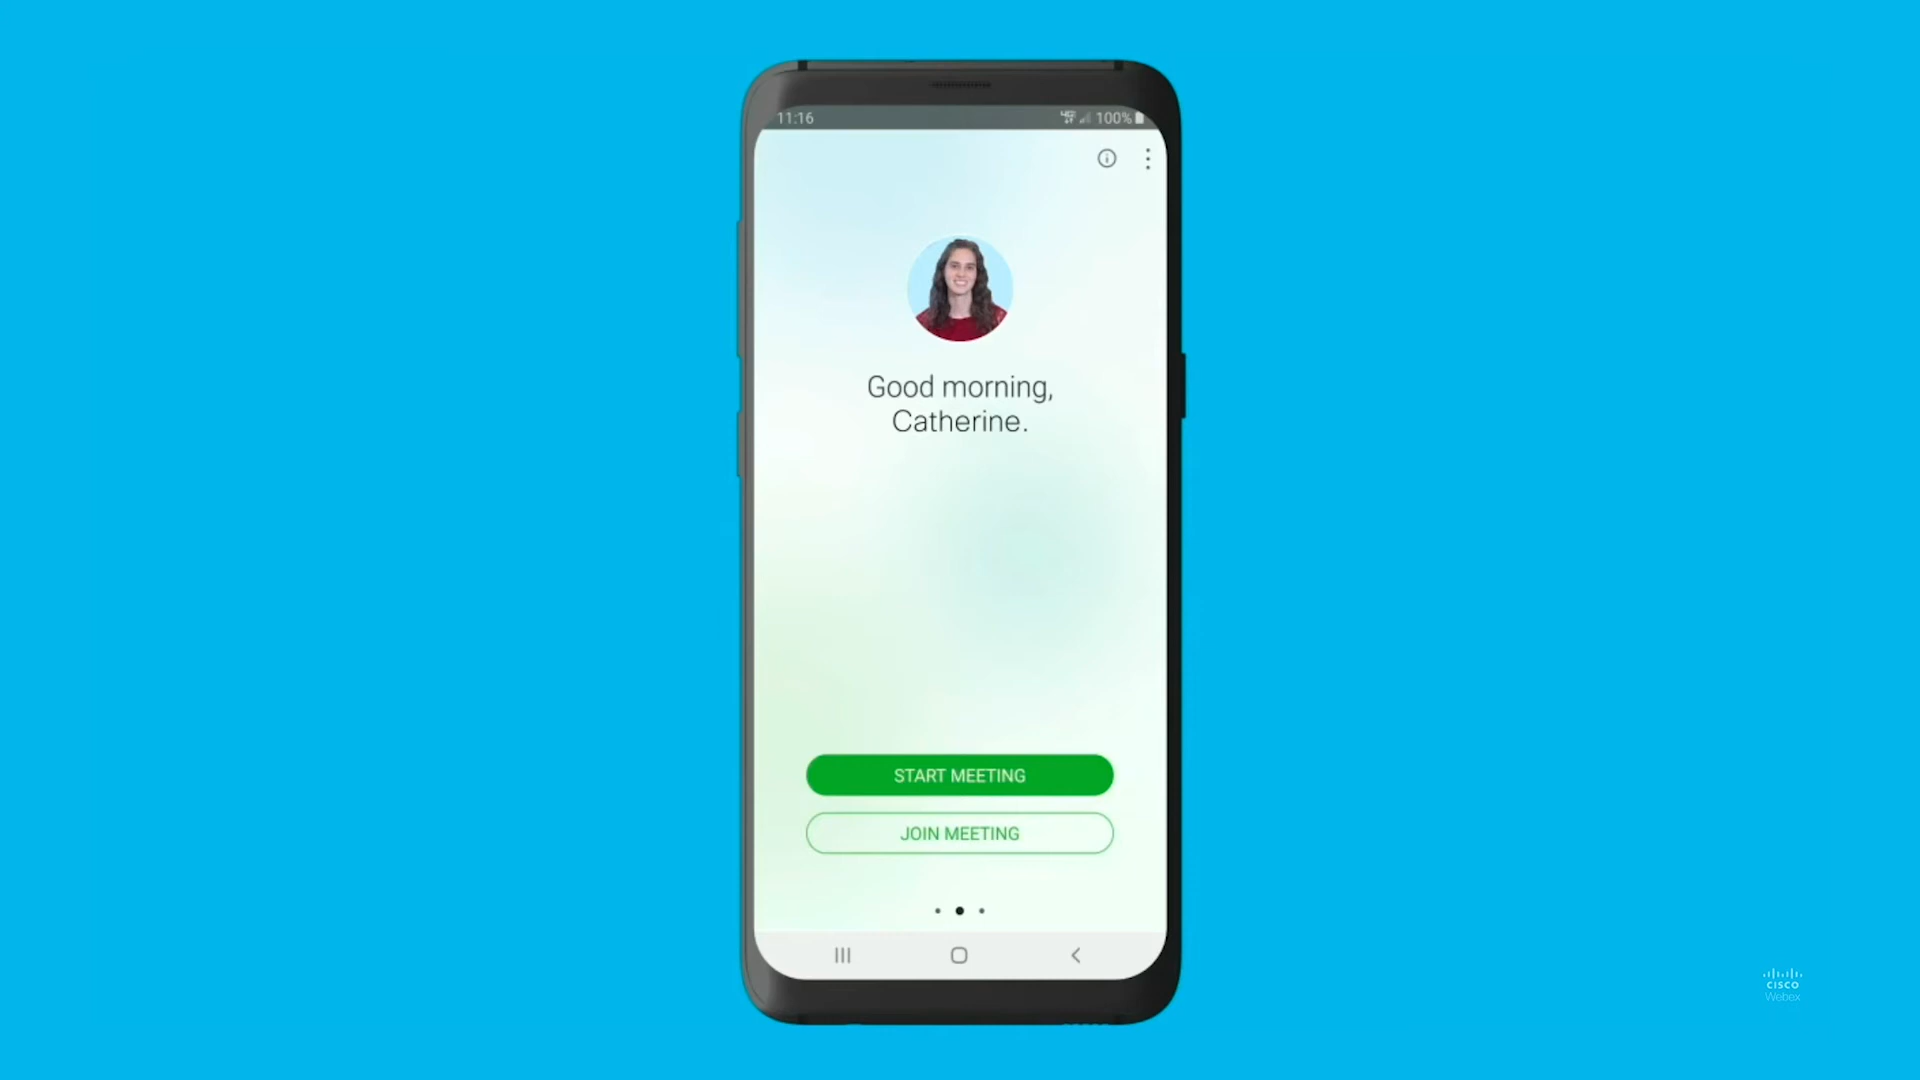 11:16
100%
Good morning,
Catherine.
START MEETING
JOIN MEETING
CISCO
Webex